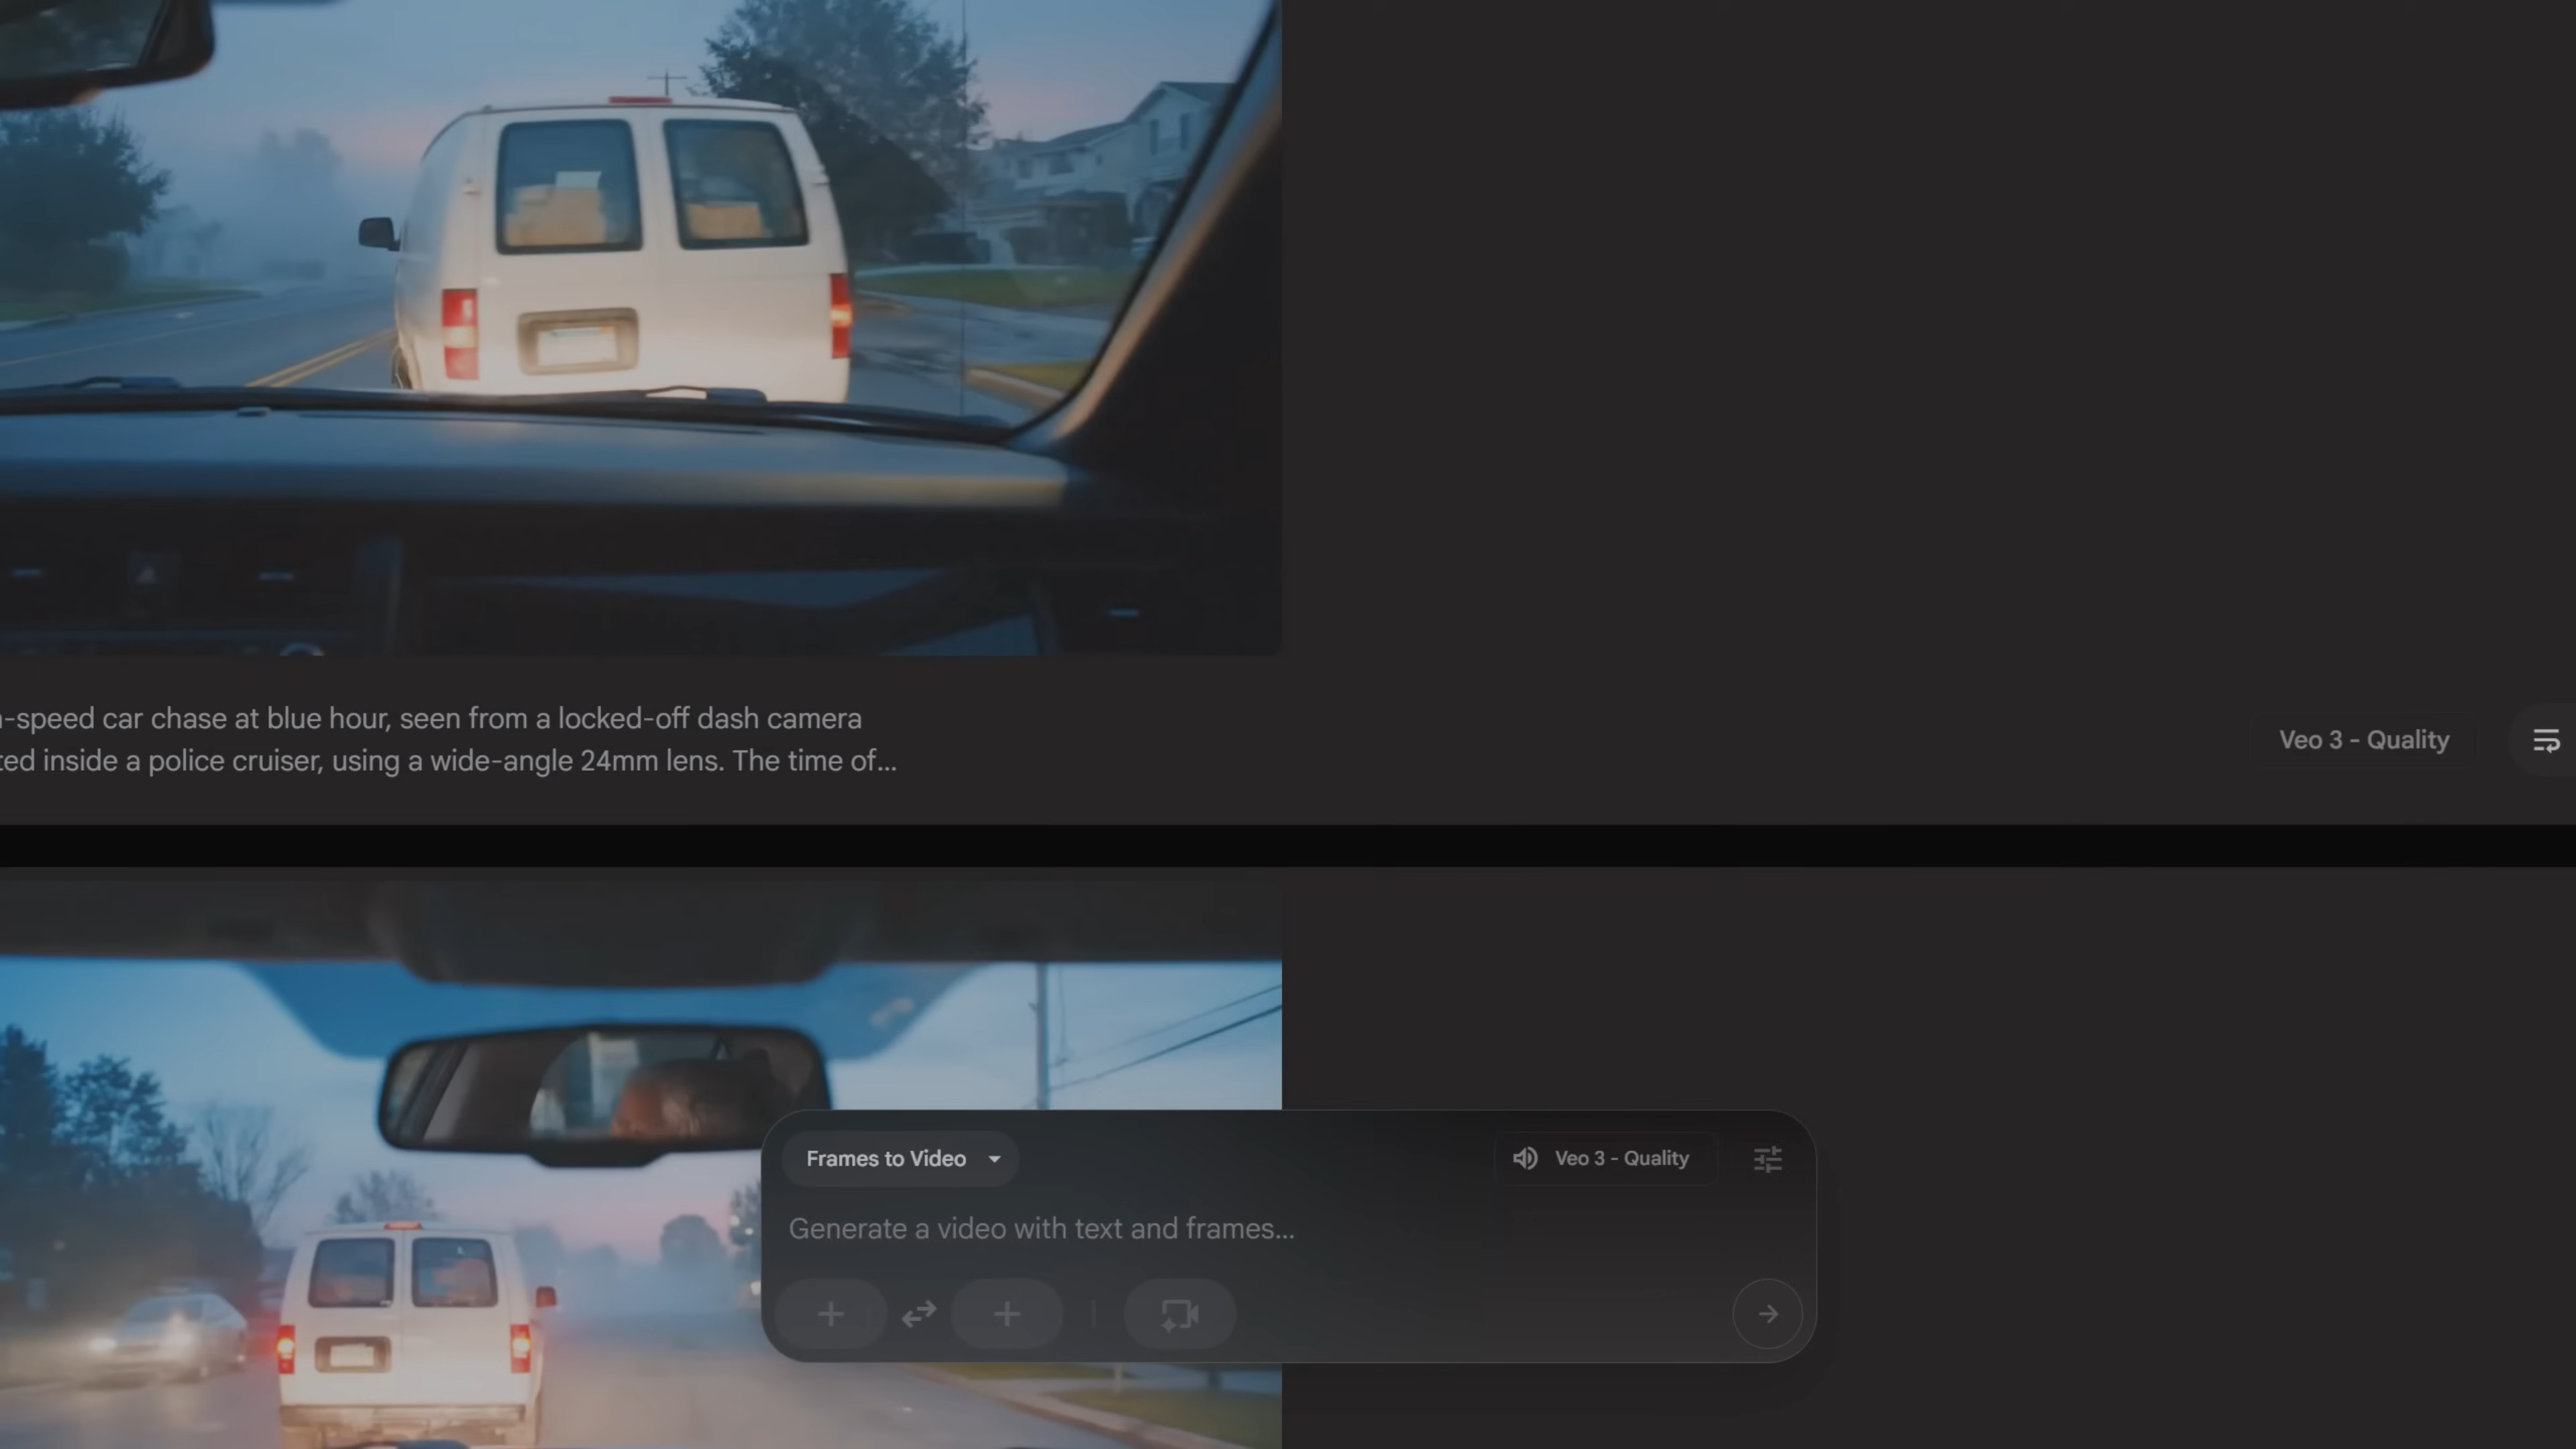 -speed car chase at blue hour, seen from a locked-off dash camera
ted inside a police cruiser, using a wide-angle 24mm lens. The time of...
Veo 3 - Quality
Frames to Video
Veo 3 - Quality
Generate a video with text and frames...